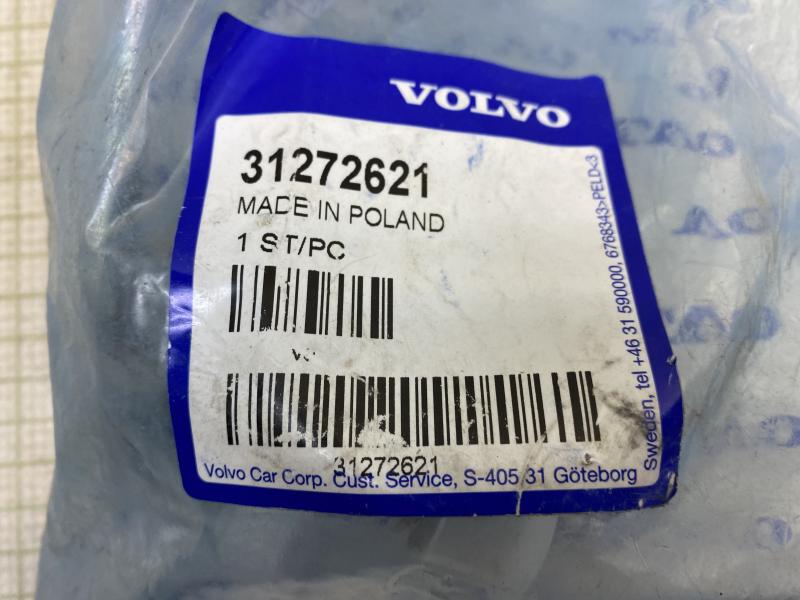 VOLVO
31272621
MADE IN POLAND
1 ST/PC
31272621
Volvo Car Corp. Cust. Service, S-405 31 Göteborg
Sweden, tel +46 31 590000, 6768343>PELD<3